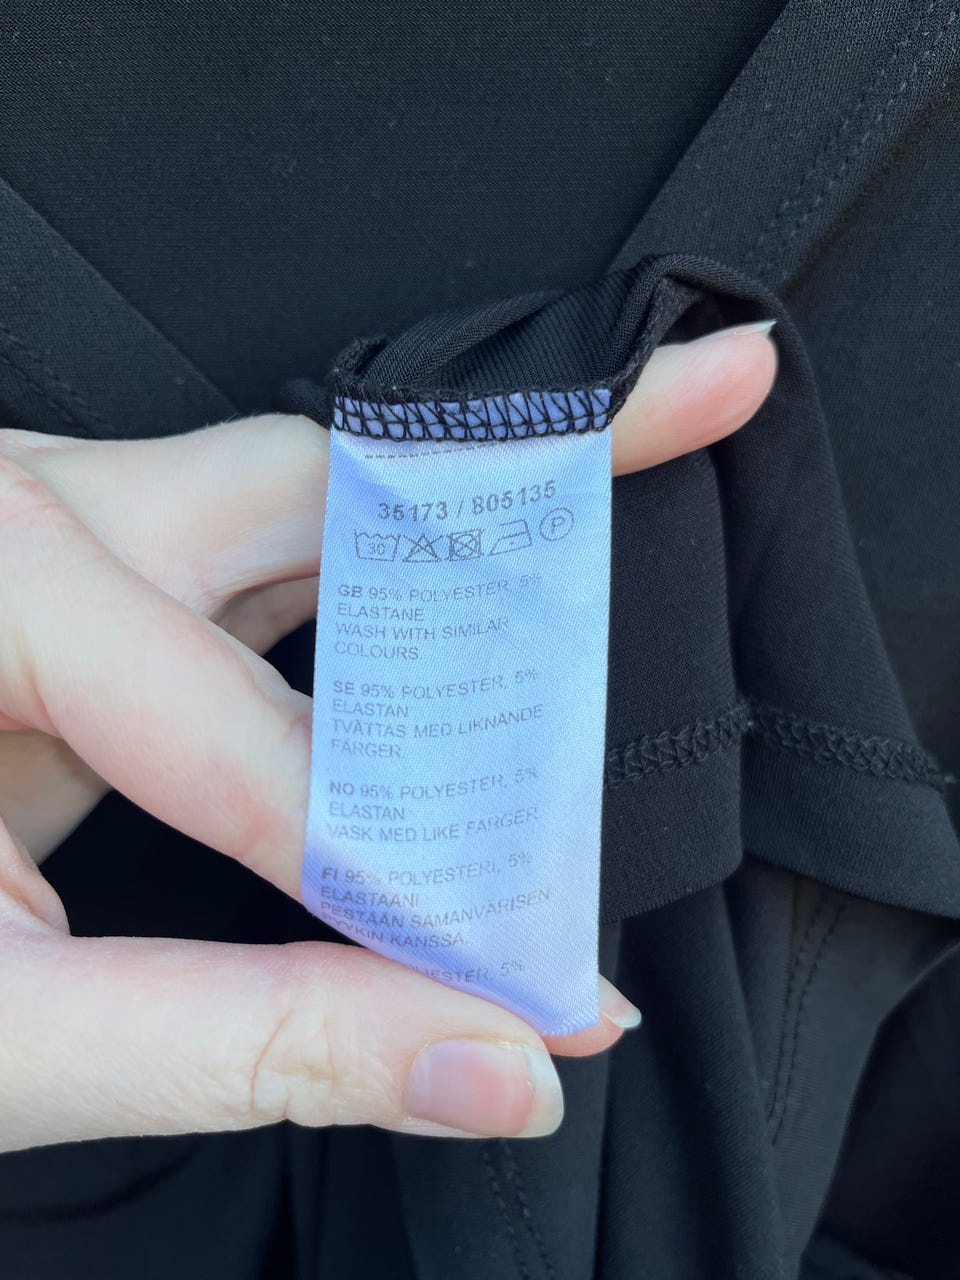 35173 / 805135
30 P
GB 95% POLYESTER, 5%
ELASTANE
WASH WITH SIMILAR
COLOURS.
SE 95% POLYESTER, 5%
ELASTAN
TVÄTTAS MED LIKNANDE
FÄRGER.
NO 95% POLYESTER, 5%
ELASTAN
VASK MED LIKE FARGER.
FI 95% POLYESTERI, 5%
ELASTAANI
PESTÄÄN SAMANVÄRISEN
PYYKIN KANSSA.
5%